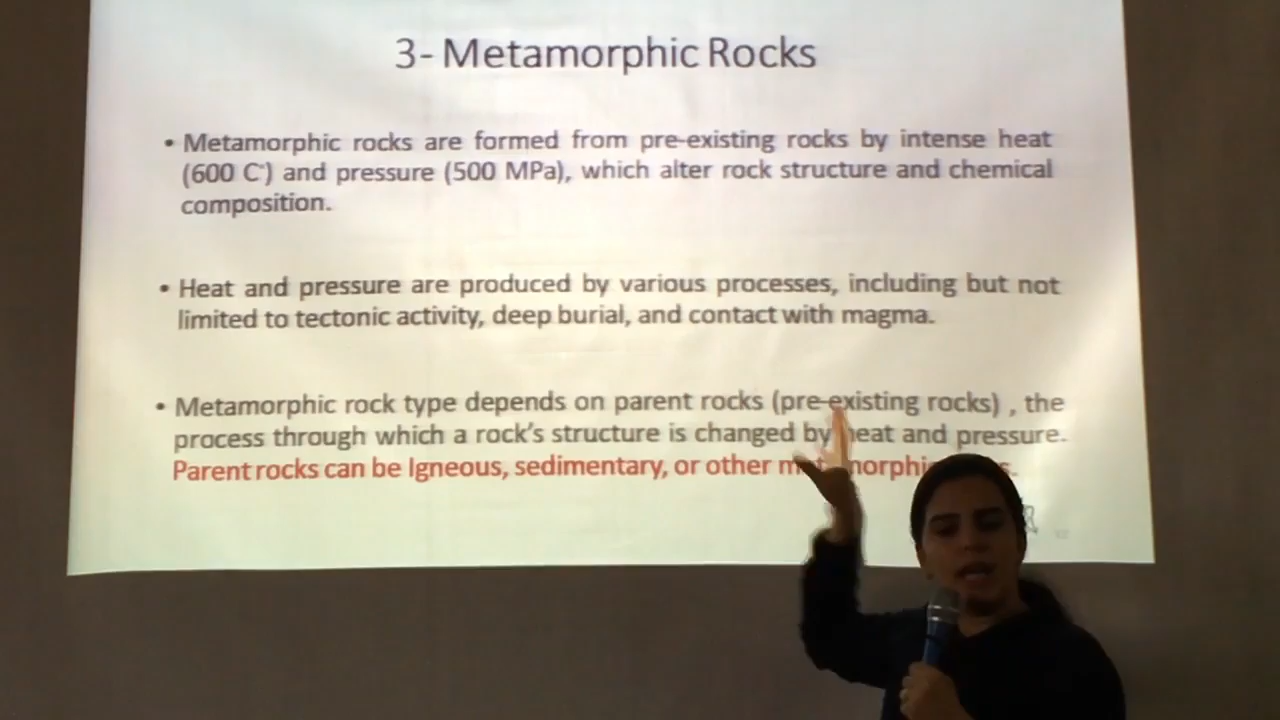 3- Metamorphic Rocks
• Metamorphic rocks are formed from pre-existing rocks by intense heat
(600 C°) and pressure (500 MPa), which alter rock structure and chemical
composition.
• Heat and pressure are produced by various processes, including but not
limited to tectonic activity, deep burial, and contact with magma.
• Metamorphic rock type depends on parent rocks (pre-existing rocks) , the
process through which a rock's structure is changed by heat and pressure.
Parent rocks can be Igneous, sedimentary, or other